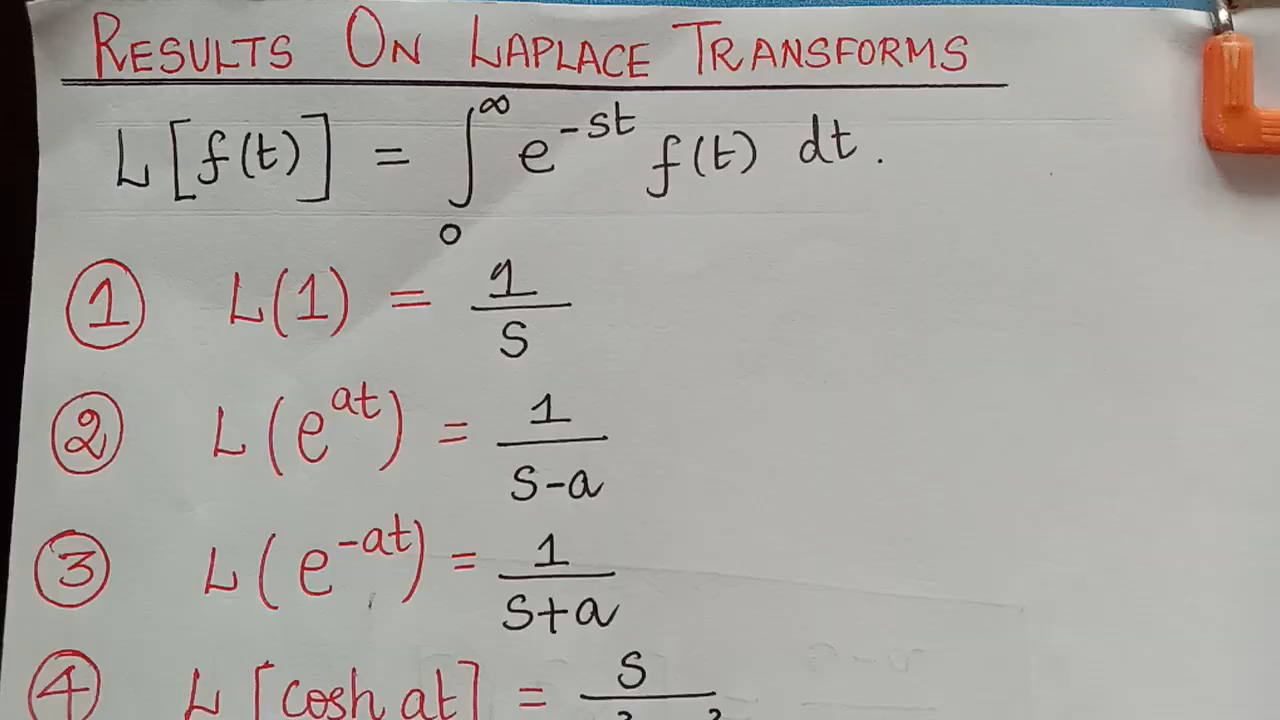 RESULTS ON LAPLACE TRANSFORMS
L[f(t)] = ∫₀^∞ e^{-st} f(t) dt.
① L(1) = 1/s
② L(e^{at}) = 1/(s-a)
③ L(e^{-at}) = 1/(s+a)
④ L[cosh at] = s